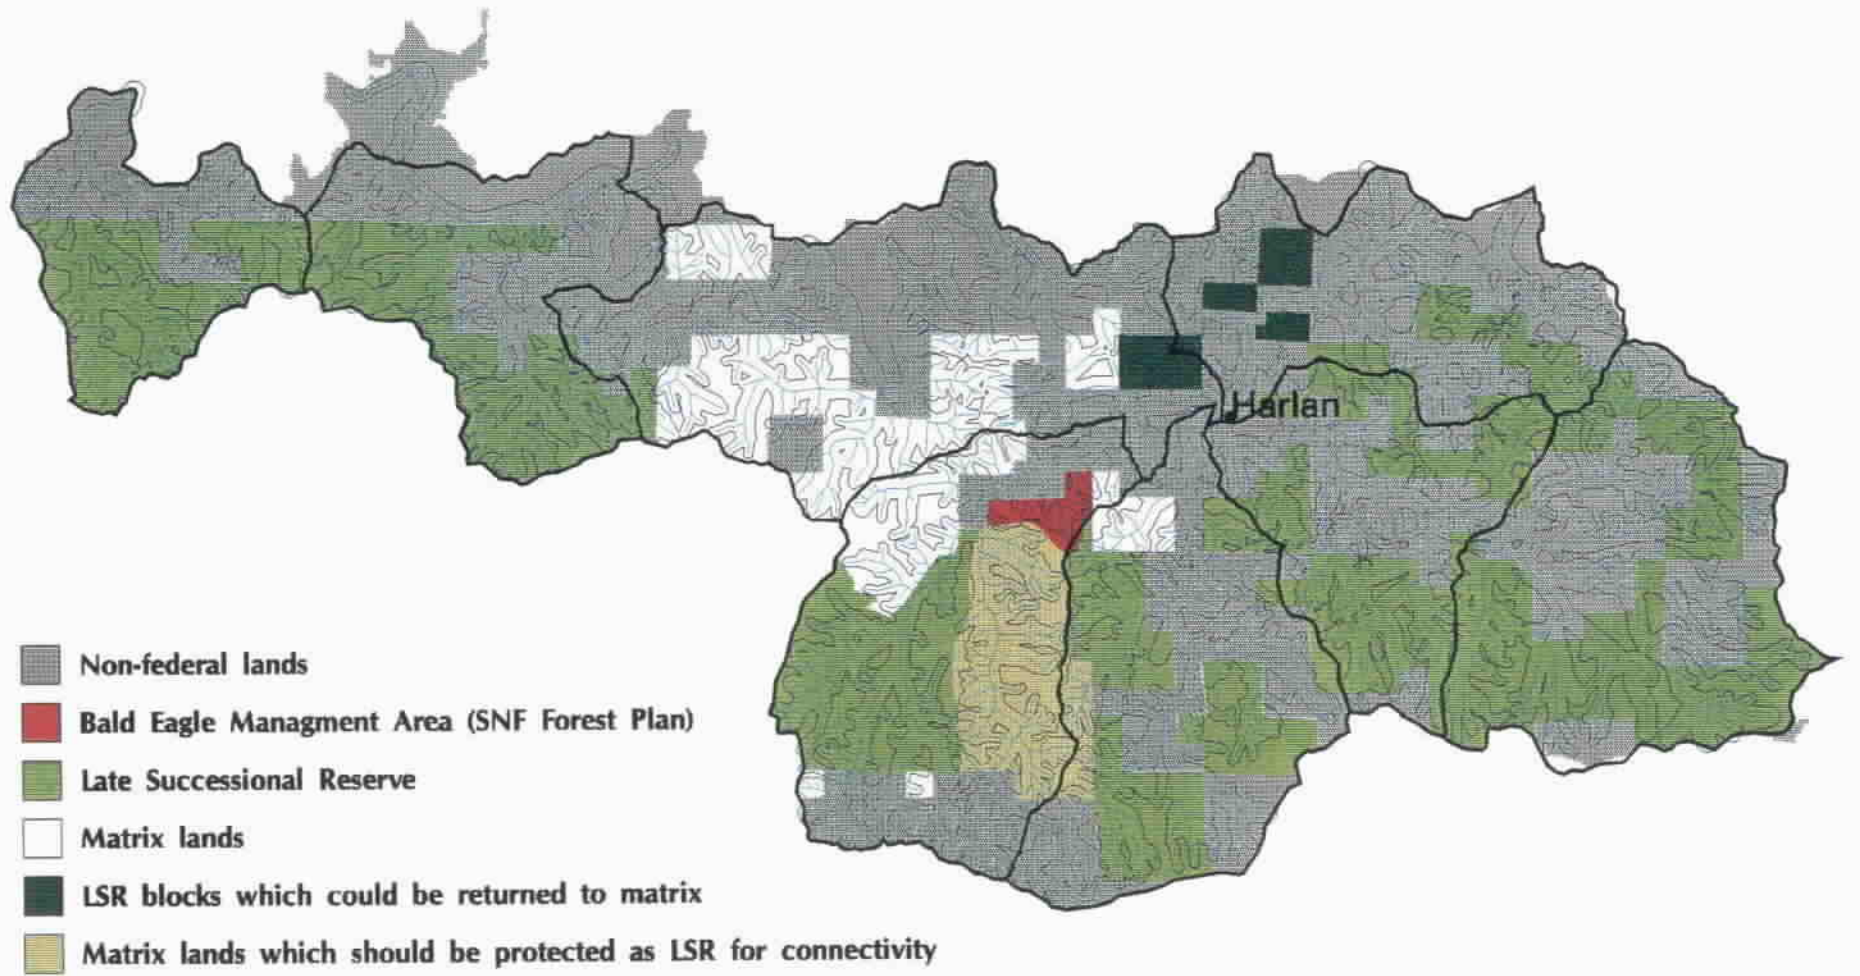 Harlan
Non-federal lands
Bald Eagle Managment Area (SNF Forest Plan)
Late Successional Reserve
Matrix lands
LSR blocks which could be returned to matrix
Matrix lands which should be protected as LSR for connectivity